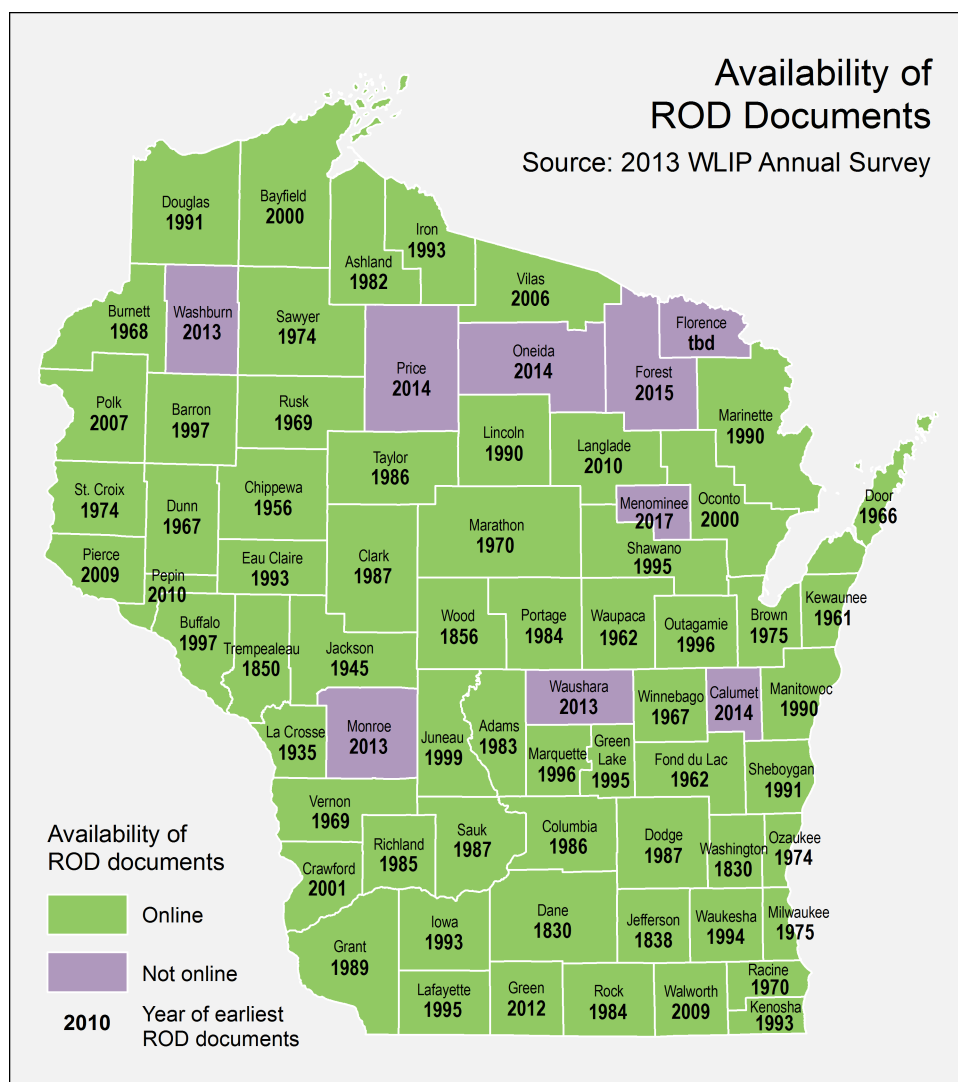 Availability of
ROD Documents
Source: 2013 WLIP Annual Survey
Douglas
1991
Bayfield
2000
Iron
1993
Ashland
1982
Vilas
2006
Burnett
1968
Washburn
2013
Sawyer
1974
Florence
tbd
Price
2014
Oneida
2014
Forest
2015
Polk
2007
Barron
1997
Rusk
1969
Marinette
1990
Lincoln
1990
Langlade
2010
Taylor
1986
St. Croix
1974
Dunn
1967
Chippewa
1956
Menominee
2017
Oconto
2000
Door
1966
Marathon
1970
Pierce
2009
Pepin
2010
Eau Claire
1993
Clark
1987
Shawano
1995
Buffalo
1997
Trempealeau
1850
Jackson
1945
Wood
1856
Portage
1984
Waupaca
1962
Outagamie
1996
Brown
1975
Kewaunee
1961
La Crosse
1935
Monroe
2013
Juneau
1999
Adams
1983
Waushara
2013
Winnebago
1967
Calumet
2014
Manitowoc
1990
Marquette
1996
Green
Lake
1995
Fond du Lac
1962
Sheboygan
1991
Vernon
1969
Richland
1985
Sauk
1987
Columbia
1986
Dodge
1987
Washington
1830
Ozaukee
1974
Crawford
2001
Grant
1989
Iowa
1993
Dane
1830
Jefferson
1838
Waukesha
1994
Milwaukee
1975
Lafayette
1995
Green
2012
Rock
1984
Walworth
2009
Racine
1970
Kenosha
1993
Availability of
ROD documents
Online
Not online
2010 Year of earliest
ROD documents